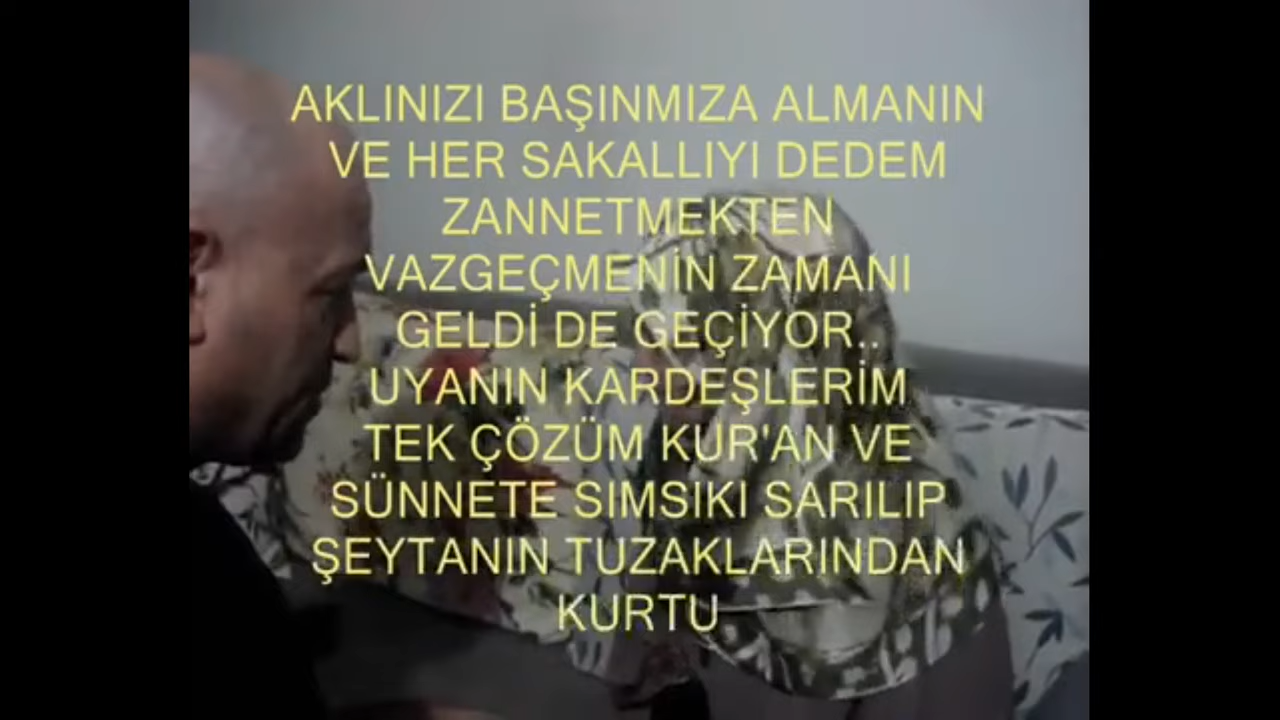 AKLINIZI BAŞINMIZA ALMANIN
VE HER SAKALLIYI DEDEM
ZANNETMEKTEN
VAZGEÇMENİN ZAMANI
GELDİ DE GEÇİYOR..
UYANIN KARDEŞLERİM
TEK ÇÖZÜM KUR'AN VE
SÜNNETE SIMSIKI SARILIP
ŞEYTANIN TUZAKLARINDAN
KURTU